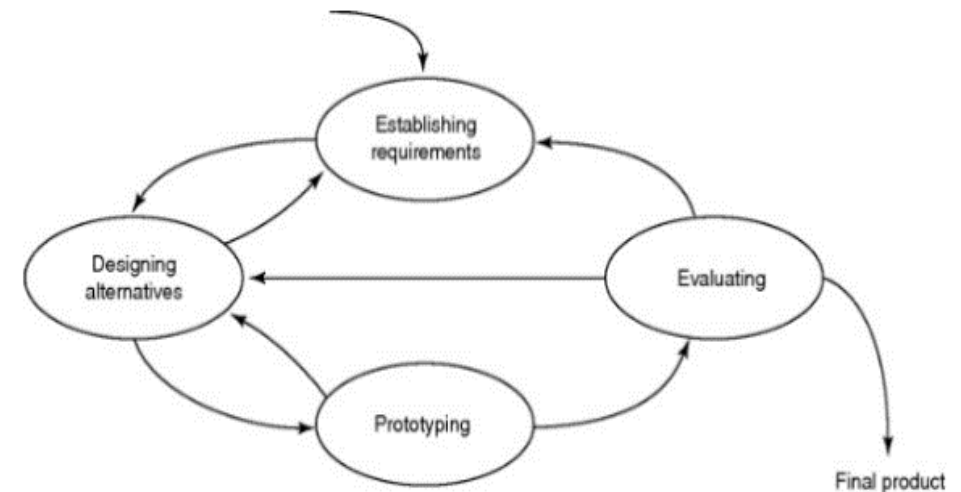 Establishing
requirements
Designing
alternatives
Evaluating
Prototyping
Final product